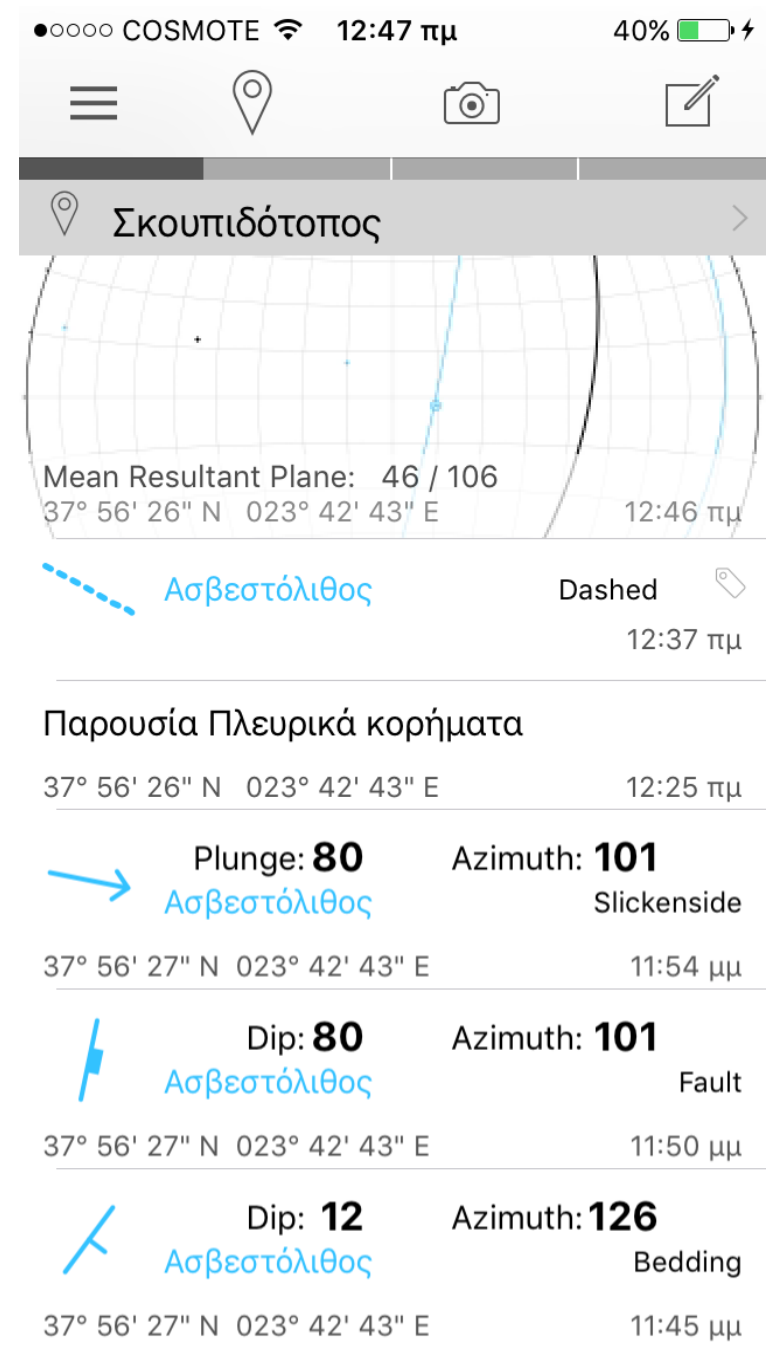 COSMOTE 12:47 πμ 40%
Σκουπιδότοπος
Mean Resultant Plane: 46 / 106
37° 56' 26" N 023° 42' 43" E 12:46 πμ
Ασβεστόλιθος Dashed
12:37 πμ
Παρουσία Πλευρικά κορήματα
37° 56' 26" N 023° 42' 43" E 12:25 πμ
Plunge: 80 Azimuth: 101
Ασβεστόλιθος Slickenside
37° 56' 27" N 023° 42' 43" E 11:54 μμ
Dip: 80 Azimuth: 101
Ασβεστόλιθος Fault
37° 56' 27" N 023° 42' 43" E 11:50 μμ
Dip: 12 Azimuth: 126
Ασβεστόλιθος Bedding
37° 56' 27" N 023° 42' 43" E 11:45 μμ